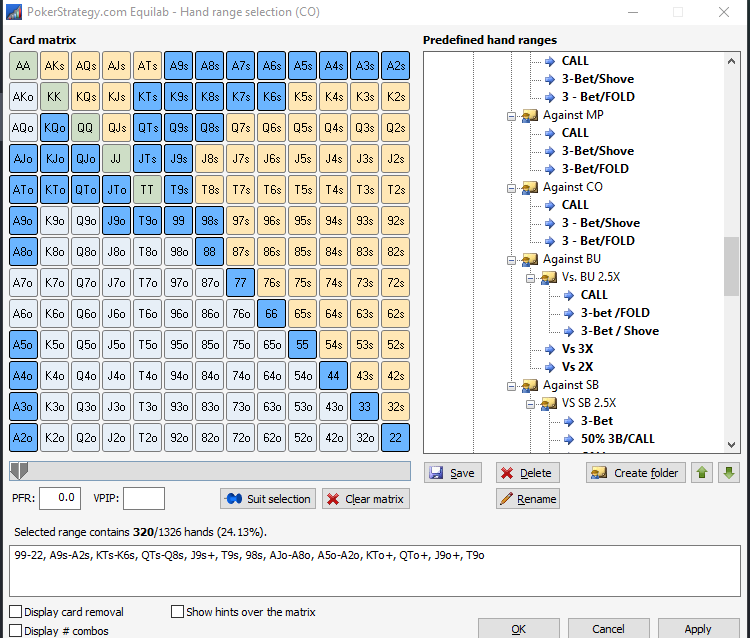 PokerStrategy.com Equilab - Hand range selection (CO)
Card matrix
Predefined hand ranges
AA AKs AQs AJs ATs A9s A8s A7s A6s A5s A4s A3s A2s
AKo KK KQs KJs KTs K9s K8s K7s K6s K5s K4s K3s K2s
AQo KQo QQ QJs QTs Q9s Q8s Q7s Q6s Q5s Q4s Q3s Q2s
AJo KJo QJo JJ JTs J9s J8s J7s J6s J5s J4s J3s J2s
ATo KTo QTo JTo TT T9s T8s T7s T6s T5s T4s T3s T2s
A9o K9o Q9o J9o T9o 99 98s 97s 96s 95s 94s 93s 92s
A8o K8o Q8o J8o T8o 98o 88 87s 86s 85s 84s 83s 82s
A7o K7o Q7o J7o T7o 97o 87o 77 76s 75s 74s 73s 72s
A6o K6o Q6o J6o T6o 96o 86o 76o 66 65s 64s 63s 62s
A5o K5o Q5o J5o T5o 95o 85o 75o 65o 55 54s 53s 52s
A4o K4o Q4o J4o T4o 94o 84o 74o 64o 54o 44 43s 42s
A3o K3o Q3o J3o T3o 93o 83o 73o 63o 53o 43o 33 32s
A2o K2o Q2o J2o T2o 92o 82o 72o 62o 52o 42o 32o 22
CALL
3-Bet/Shove
3 - Bet/FOLD
Against MP
CALL
3-Bet/Shove
3-Bet/FOLD
Against CO
CALL
3 - Bet/Shove
3 - Bet/FOLD
Against BU
Vs. BU 2.5X
CALL
3-bet /FOLD
3-Bet / Shove
Vs 3X
Vs 2X
Against SB
VS SB 2.5X
3-Bet
50% 3B/CALL
Save
Delete
Create folder
Rename
PFR: 0.0 VPIP:
Suit selection
Clear matrix
Selected range contains 320/1326 hands (24.13%).
99-22, A9s-A2s, KTs-K6s, QTs-Q8s, J9s+, T9s, 98s, AJo-A8o, A5o-A2o, KTo+, QTo+, J9o+, T9o
Display card removal
Show hints over the matrix
Display # combos
OK
Cancel
Apply